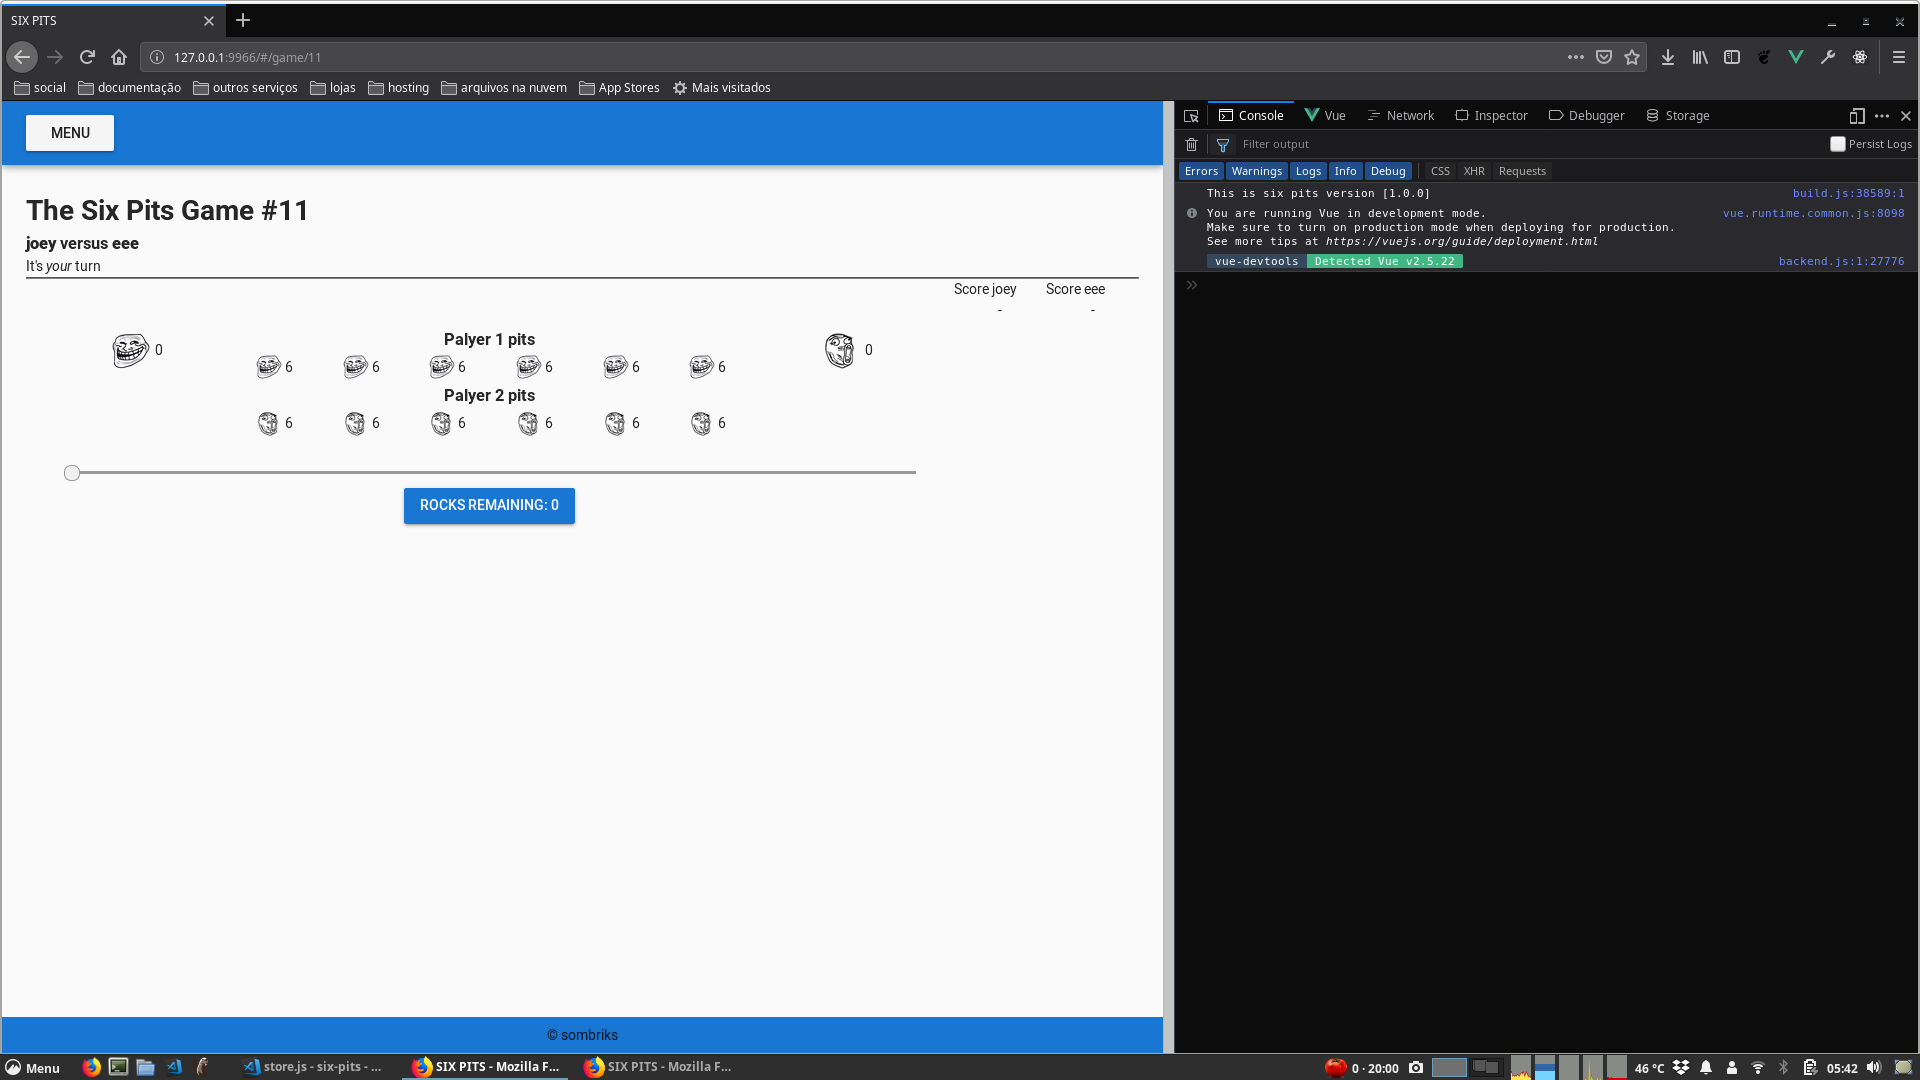 SIX PITS
127.0.0.1:9966/#/game/11
social documentação outros serviços lojas hosting arquivos na nuvem App Stores Mais visitados
MENU
The Six Pits Game #11
joey versus eee
It's your turn
Score joey Score eee
- -
0 Palyer 1 pits 0
6 6 6 6 6 6
Palyer 2 pits
6 6 6 6 6 6
ROCKS REMAINING: 0
© sombriks
Console Vue Network Inspector Debugger Storage
Filter output Persist Logs
Errors Warnings Logs Info Debug CSS XHR Requests
This is six pits version [1.0.0] build.js:38589:1
You are running Vue in development mode. vue.runtime.common.js:8098
Make sure to turn on production mode when deploying for production.
See more tips at https://vuejs.org/guide/deployment.html
vue-devtools Detected Vue v2.5.22 backend.js:1:27776
Menu store.js - six-pits - ... SIX PITS - Mozilla F... SIX PITS - Mozilla F... 0 · 20:00 46 °C 05:42